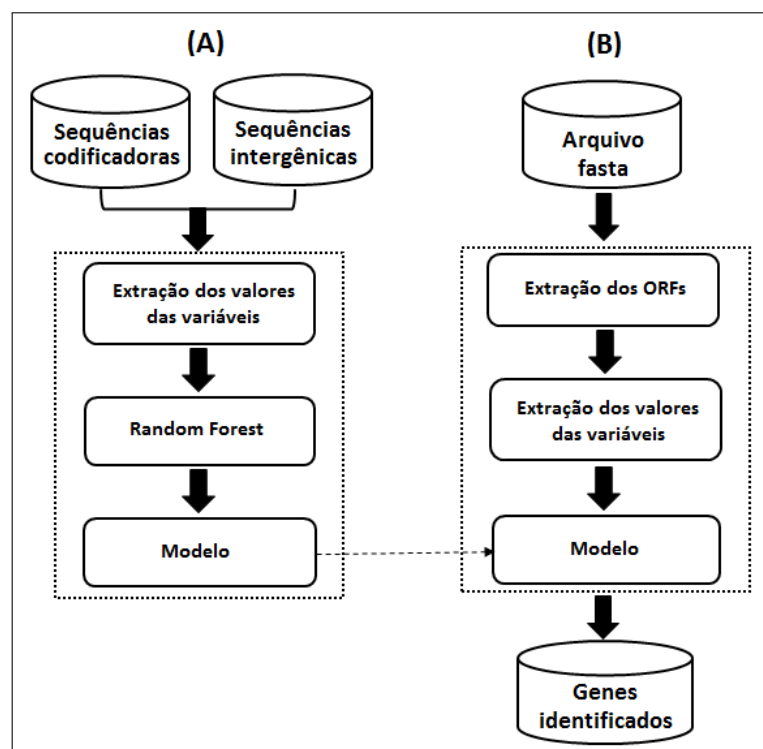 (A)
Sequências
codificadoras
Sequências
intergênicas
Extração dos valores
das variáveis
Random Forest
Modelo
(B)
Arquivo
fasta
Extração dos ORFs
Extração dos valores
das variáveis
Modelo
Genes
identificados